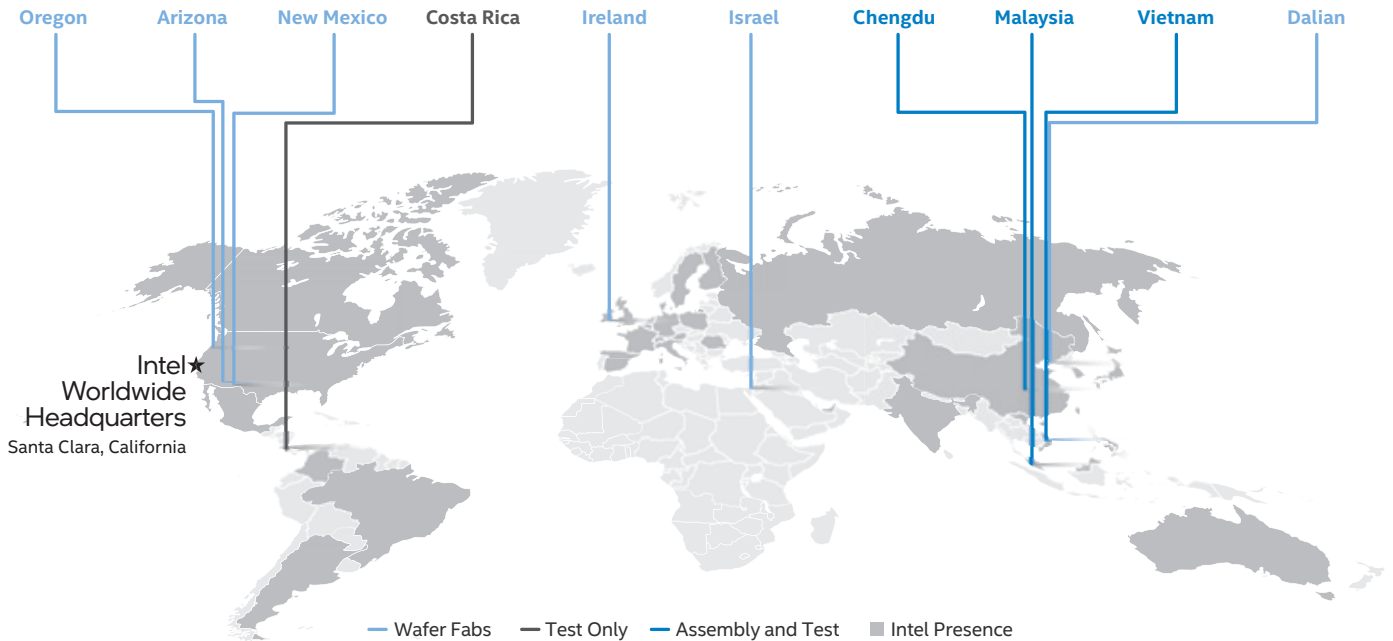 Oregon
Arizona
New Mexico
Costa Rica
Ireland
Israel
Chengdu
Malaysia
Vietnam
Dalian
Intel
Worldwide
Headquarters
Santa Clara, California
Wafer Fabs
Test Only
Assembly and Test
Intel Presence